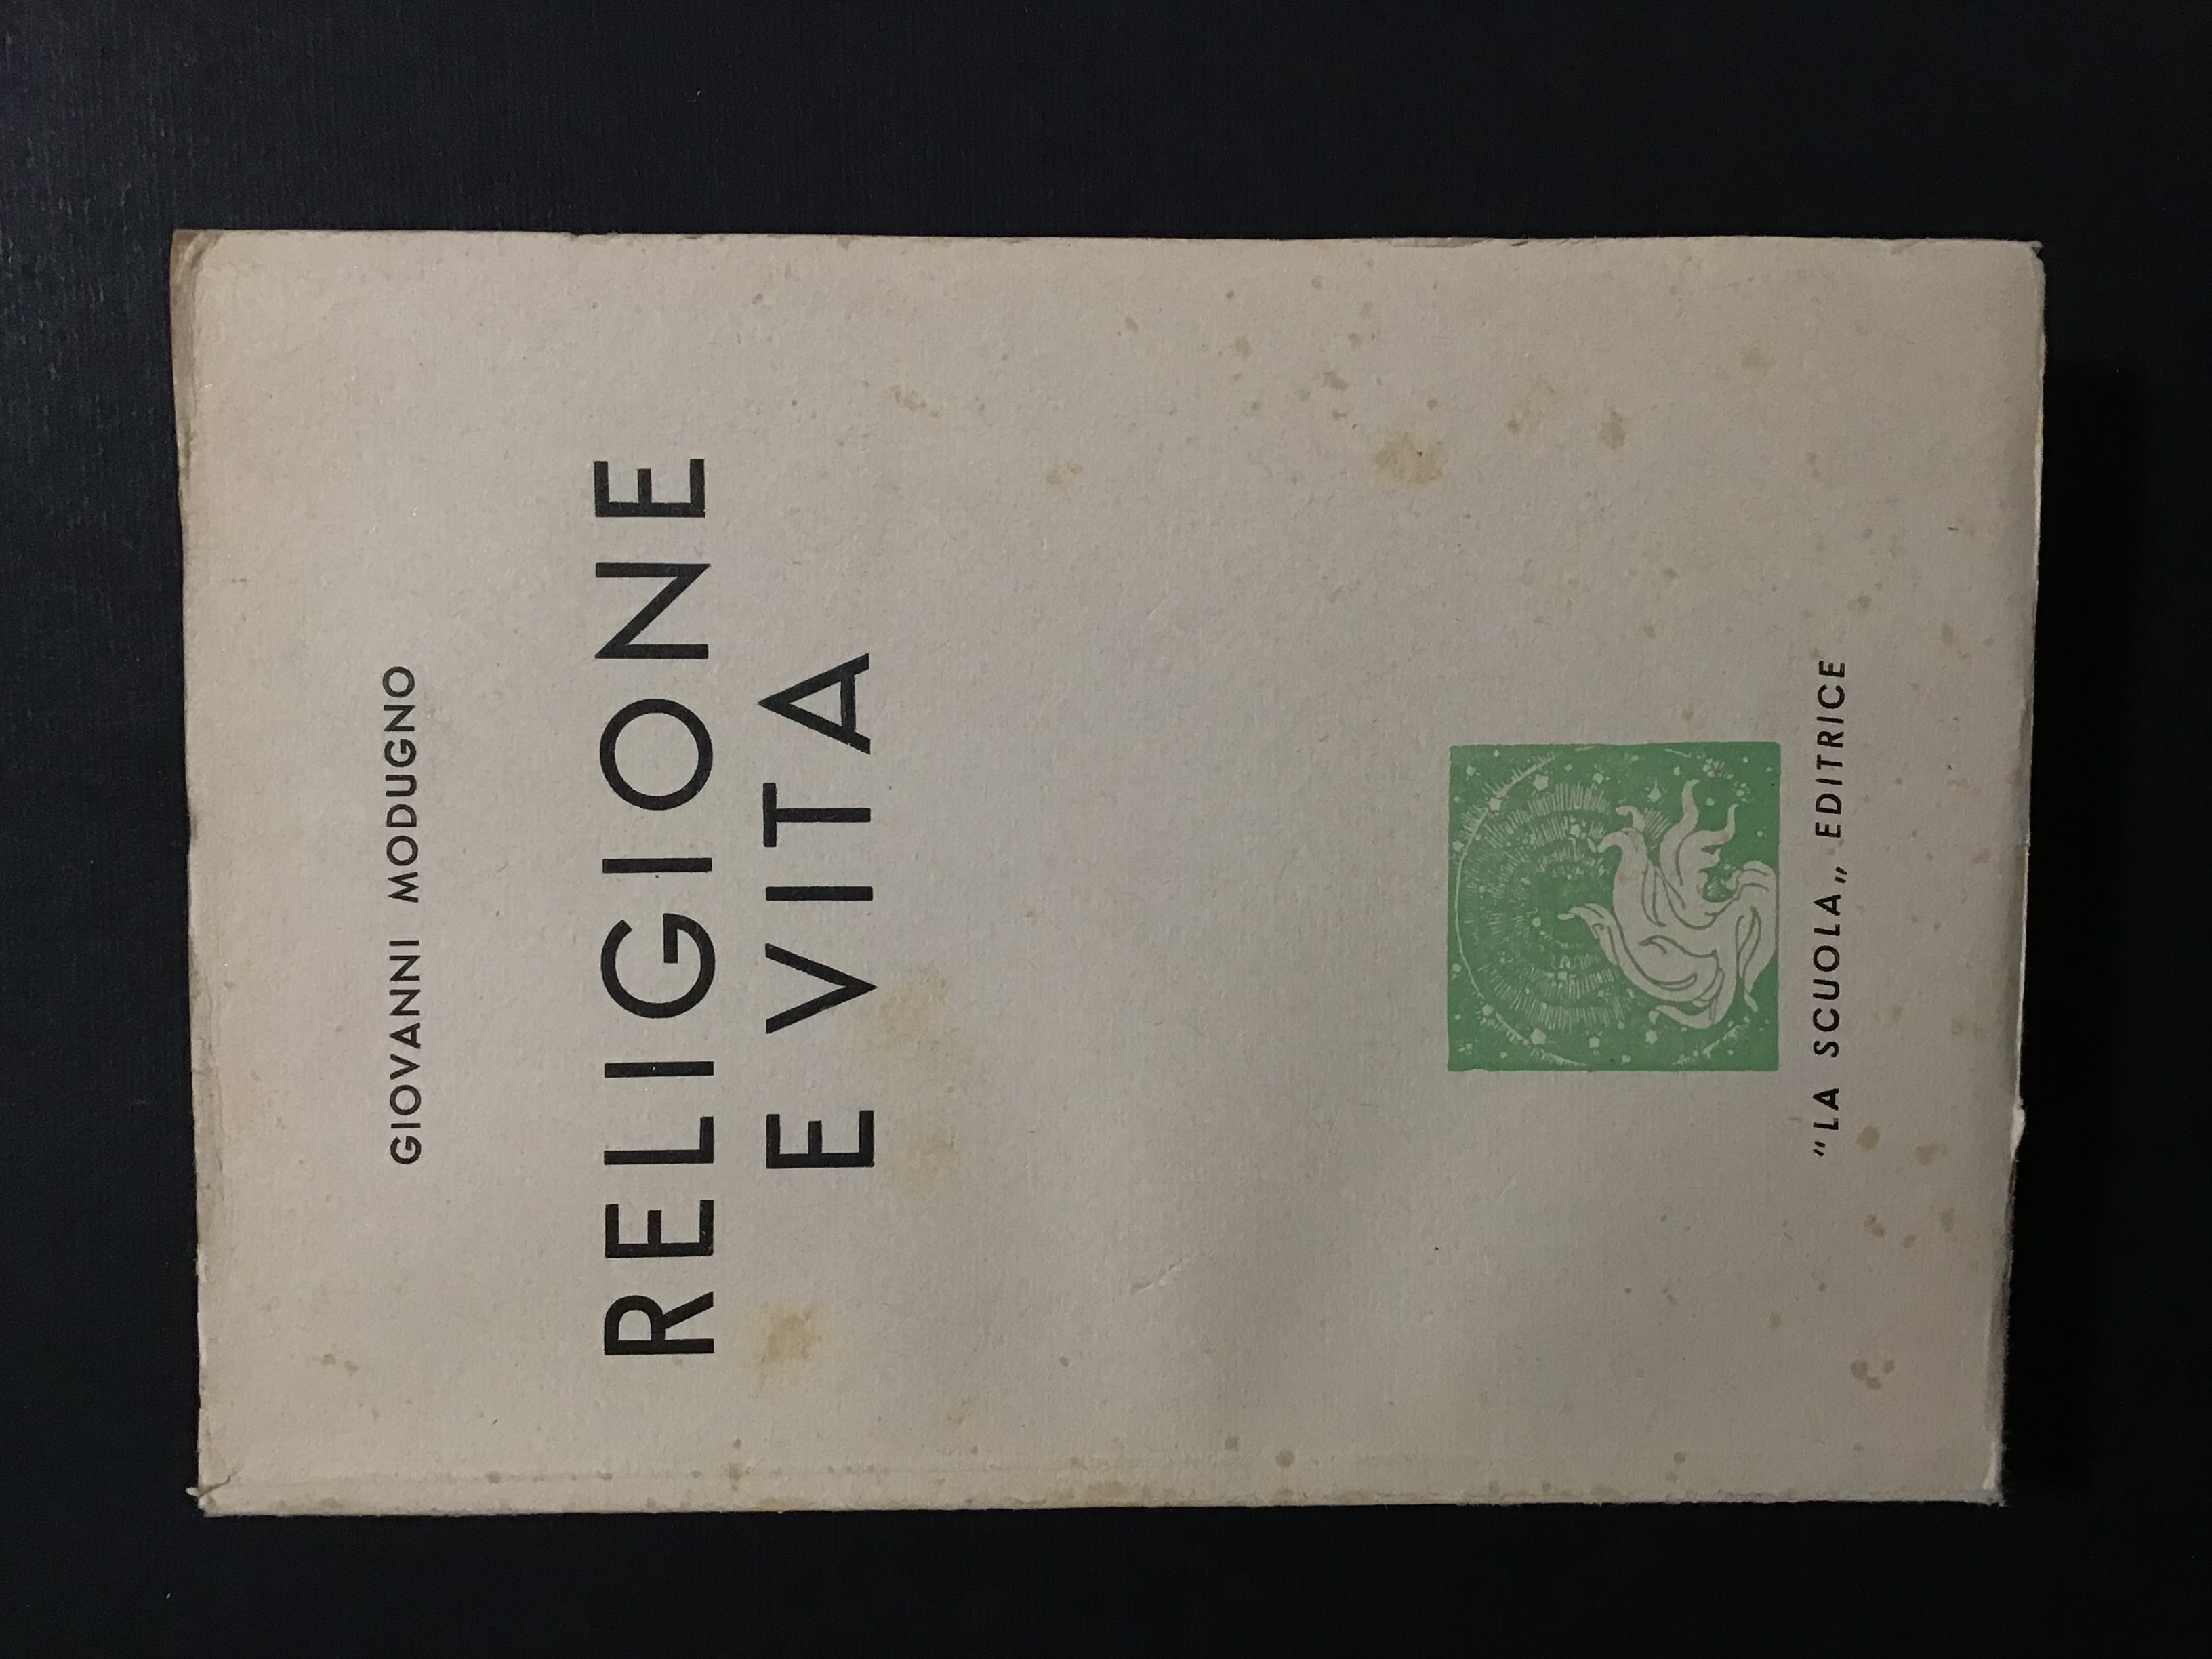 GIOVANNI MODUGNO
RELIGIONE
E VITA
"LA SCUOLA„ EDITRICE